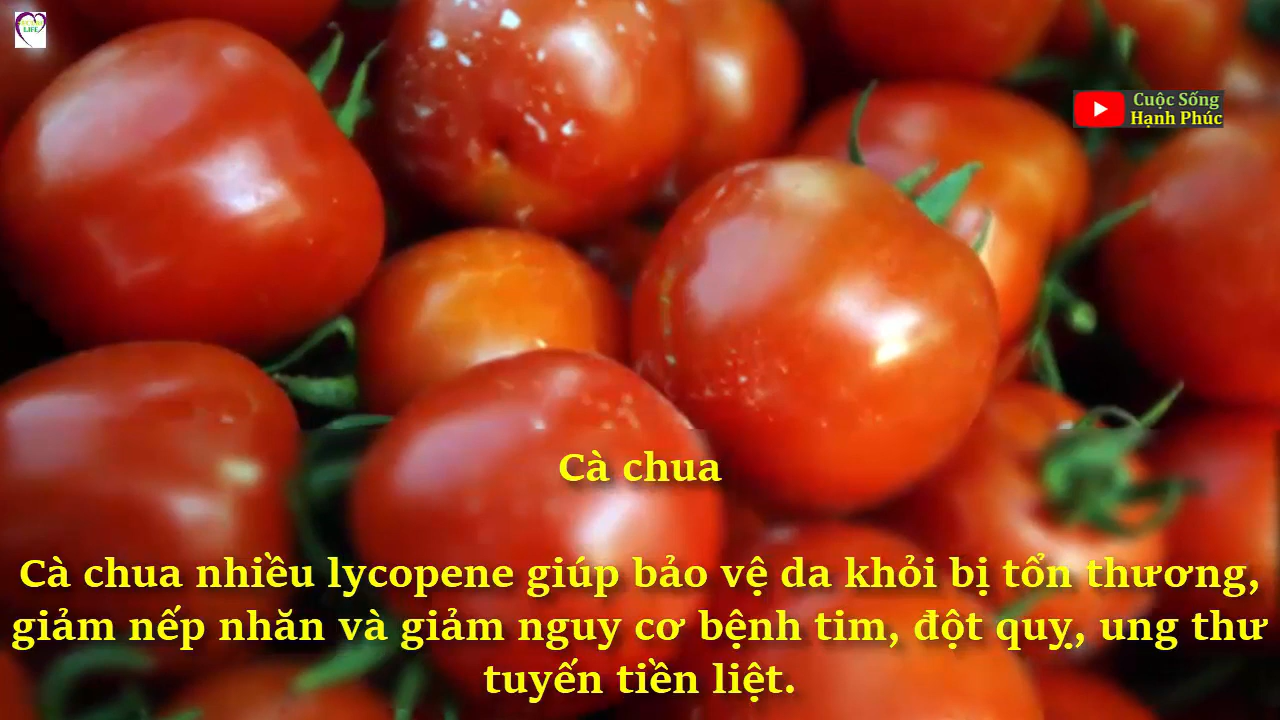 LIFE
Cuộc Sống
Hạnh Phúc
Cà chua
Cà chua nhiều lycopene giúp bảo vệ da khỏi bị tổn thương,
giảm nếp nhăn và giảm nguy cơ bệnh tim, đột quỵ, ung thư
tuyến tiền liệt.